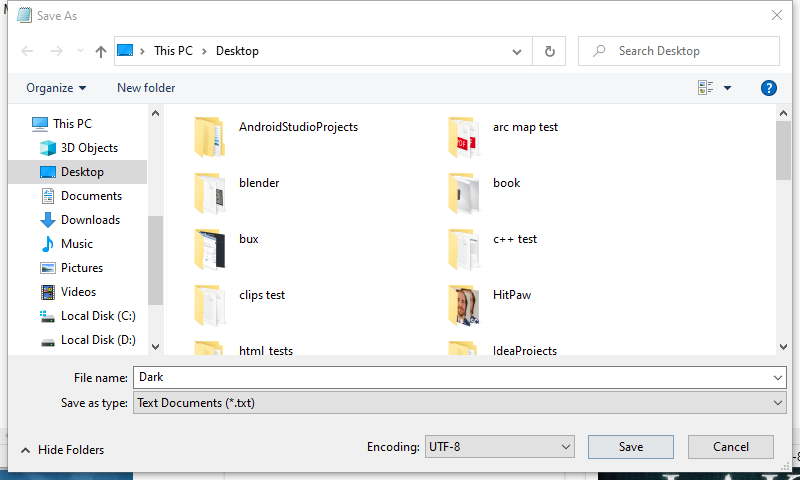 Save As
This PC
Desktop
Search Desktop
Organize
New folder
This PC
3D Objects
Desktop
Documents
Downloads
Music
Pictures
Videos
Local Disk (C:)
Local Disk (D:)
AndroidStudioProjects
arc map test
blender
book
bux
c++ test
clips test
HitPaw
html tests
IdeaProjects
File name: Dark
Save as type: Text Documents (*.txt)
Hide Folders
Encoding: UTF-8
Save
Cancel